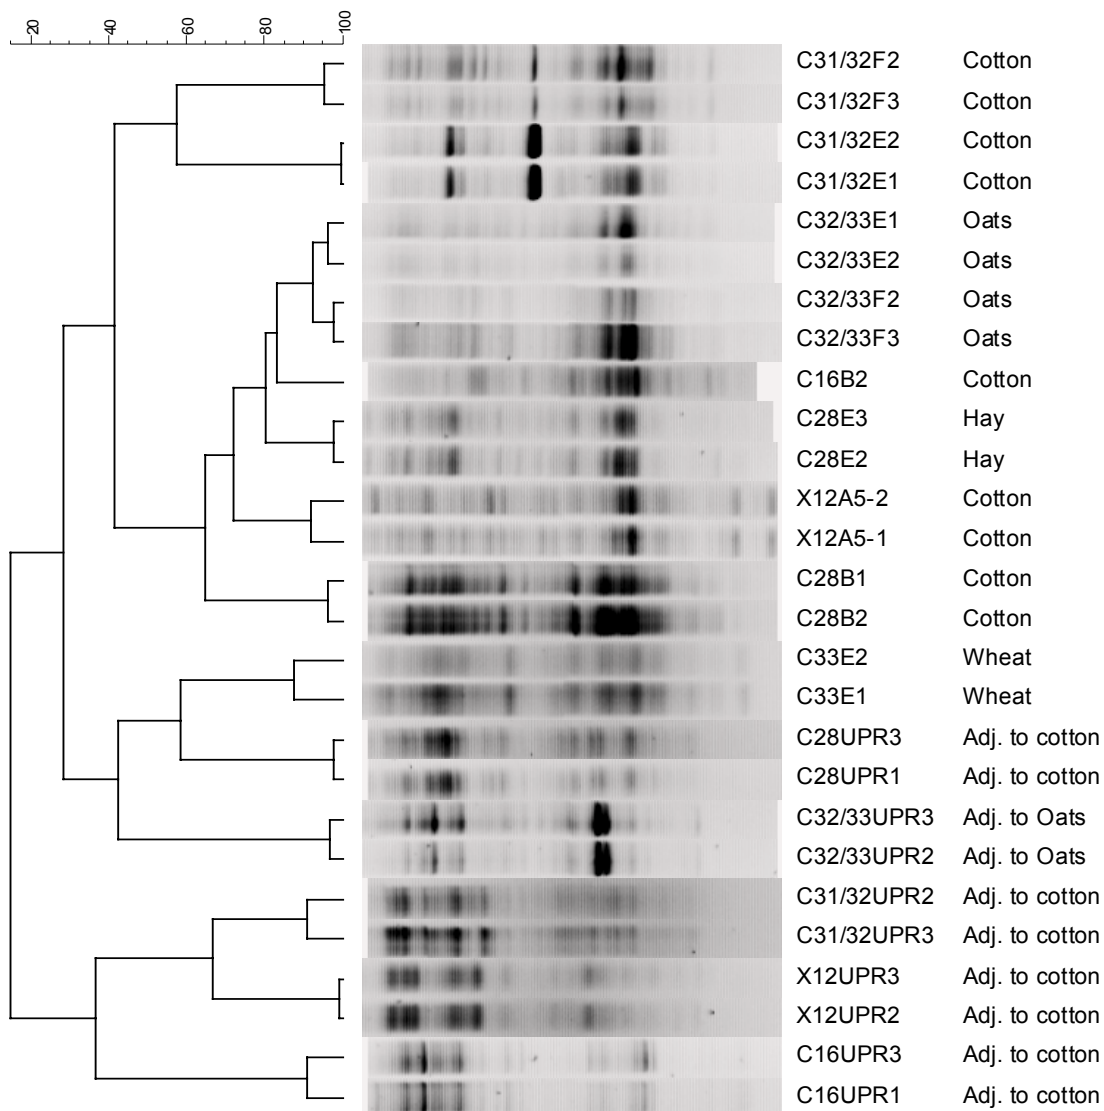 20 40 60 80 100
C31/32F2 Cotton
C31/32F3 Cotton
C31/32E2 Cotton
C31/32E1 Cotton
C32/33E1 Oats
C32/33E2 Oats
C32/33F2 Oats
C32/33F3 Oats
C16B2 Cotton
C28E3 Hay
C28E2 Hay
X12A5-2 Cotton
X12A5-1 Cotton
C28B1 Cotton
C28B2 Cotton
C33E2 Wheat
C33E1 Wheat
C28UPR3 Adj. to cotton
C28UPR1 Adj. to cotton
C32/33UPR3 Adj. to Oats
C32/33UPR2 Adj. to Oats
C31/32UPR2 Adj. to cotton
C31/32UPR3 Adj. to cotton
X12UPR3 Adj. to cotton
X12UPR2 Adj. to cotton
C16UPR3 Adj. to cotton
C16UPR1 Adj. to cotton